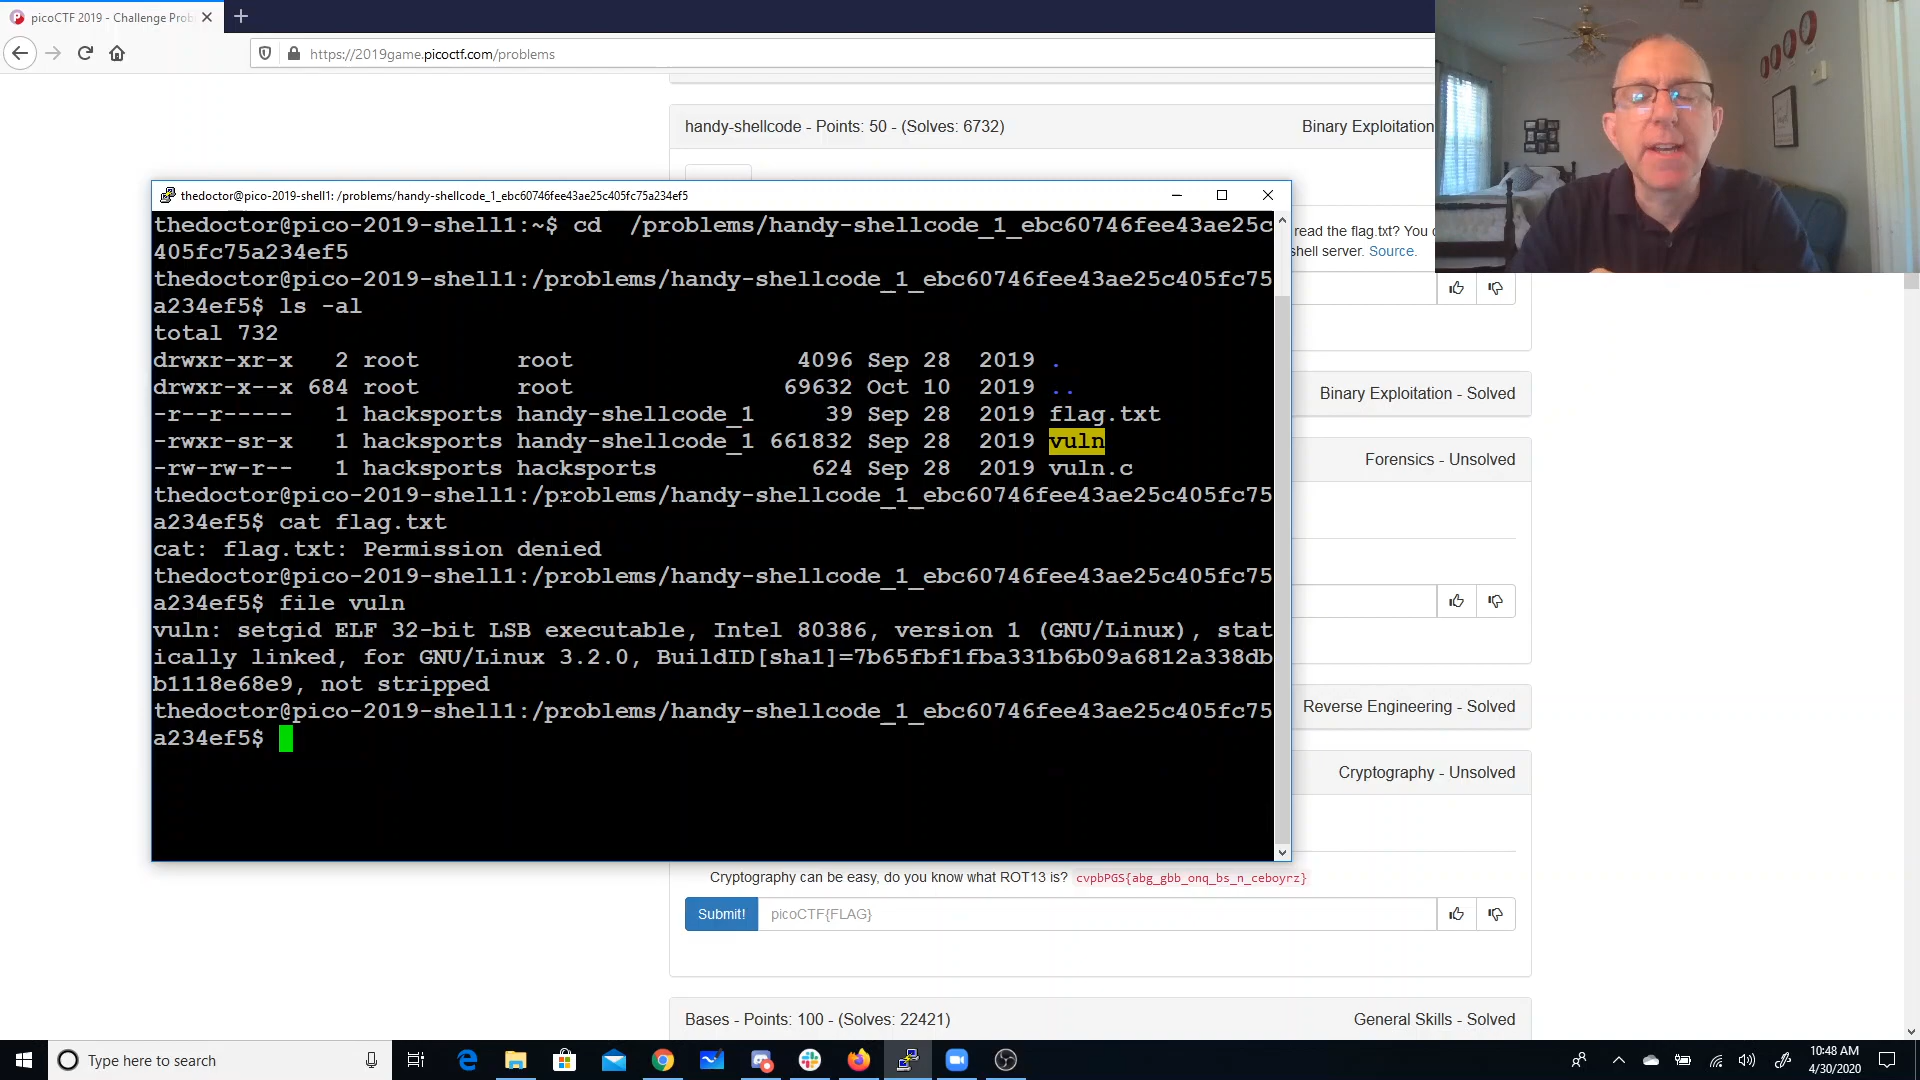 picoCTF 2019 - Challenge Prob
https://2019game.picoctf.com/problems
handy-shellcode - Points: 50 - (Solves: 6732)
Binary Exploitation
thedoctor@pico-2019-shell1: /problems/handy-shellcode_1_ebc60746fee43ae25c405fc75a234ef5
thedoctor@pico-2019-shell1:~$ cd  /problems/handy-shellcode_1_ebc60746fee43ae25c
405fc75a234ef5
thedoctor@pico-2019-shell1:/problems/handy-shellcode_1_ebc60746fee43ae25c405fc75
a234ef5$ ls -al
total 732
drwxr-xr-x   2 root       root                4096 Sep 28  2019 .
drwxr-x--x 684 root       root               69632 Oct 10  2019 ..
-r--r-----   1 hacksports handy-shellcode_1     39 Sep 28  2019 flag.txt
-rwxr-sr-x   1 hacksports handy-shellcode_1 661832 Sep 28  2019 vuln
-rw-rw-r--   1 hacksports hacksports           624 Sep 28  2019 vuln.c
thedoctor@pico-2019-shell1:/problems/handy-shellcode_1_ebc60746fee43ae25c405fc75
a234ef5$ cat flag.txt
cat: flag.txt: Permission denied
thedoctor@pico-2019-shell1:/problems/handy-shellcode_1_ebc60746fee43ae25c405fc75
a234ef5$ file vuln
vuln: setgid ELF 32-bit LSB executable, Intel 80386, version 1 (GNU/Linux), stat
ically linked, for GNU/Linux 3.2.0, BuildID[sha1]=7b65fbf1fba331b6b09a6812a338db
b1118e68e9, not stripped
thedoctor@pico-2019-shell1:/problems/handy-shellcode_1_ebc60746fee43ae25c405fc75
a234ef5$
read the flag.txt? You c
shell server. Source.
Binary Exploitation - Solved
Forensics - Unsolved
Reverse Engineering - Solved
Cryptography - Unsolved
Cryptography can be easy, do you know what ROT13 is? cvpbPGS{abg_gbb_onq_bs_n_ceboyrz}
Submit! picoCTF{FLAG}
Bases - Points: 100 - (Solves: 22421)
General Skills - Solved
Type here to search
10:48 AM
4/30/2020